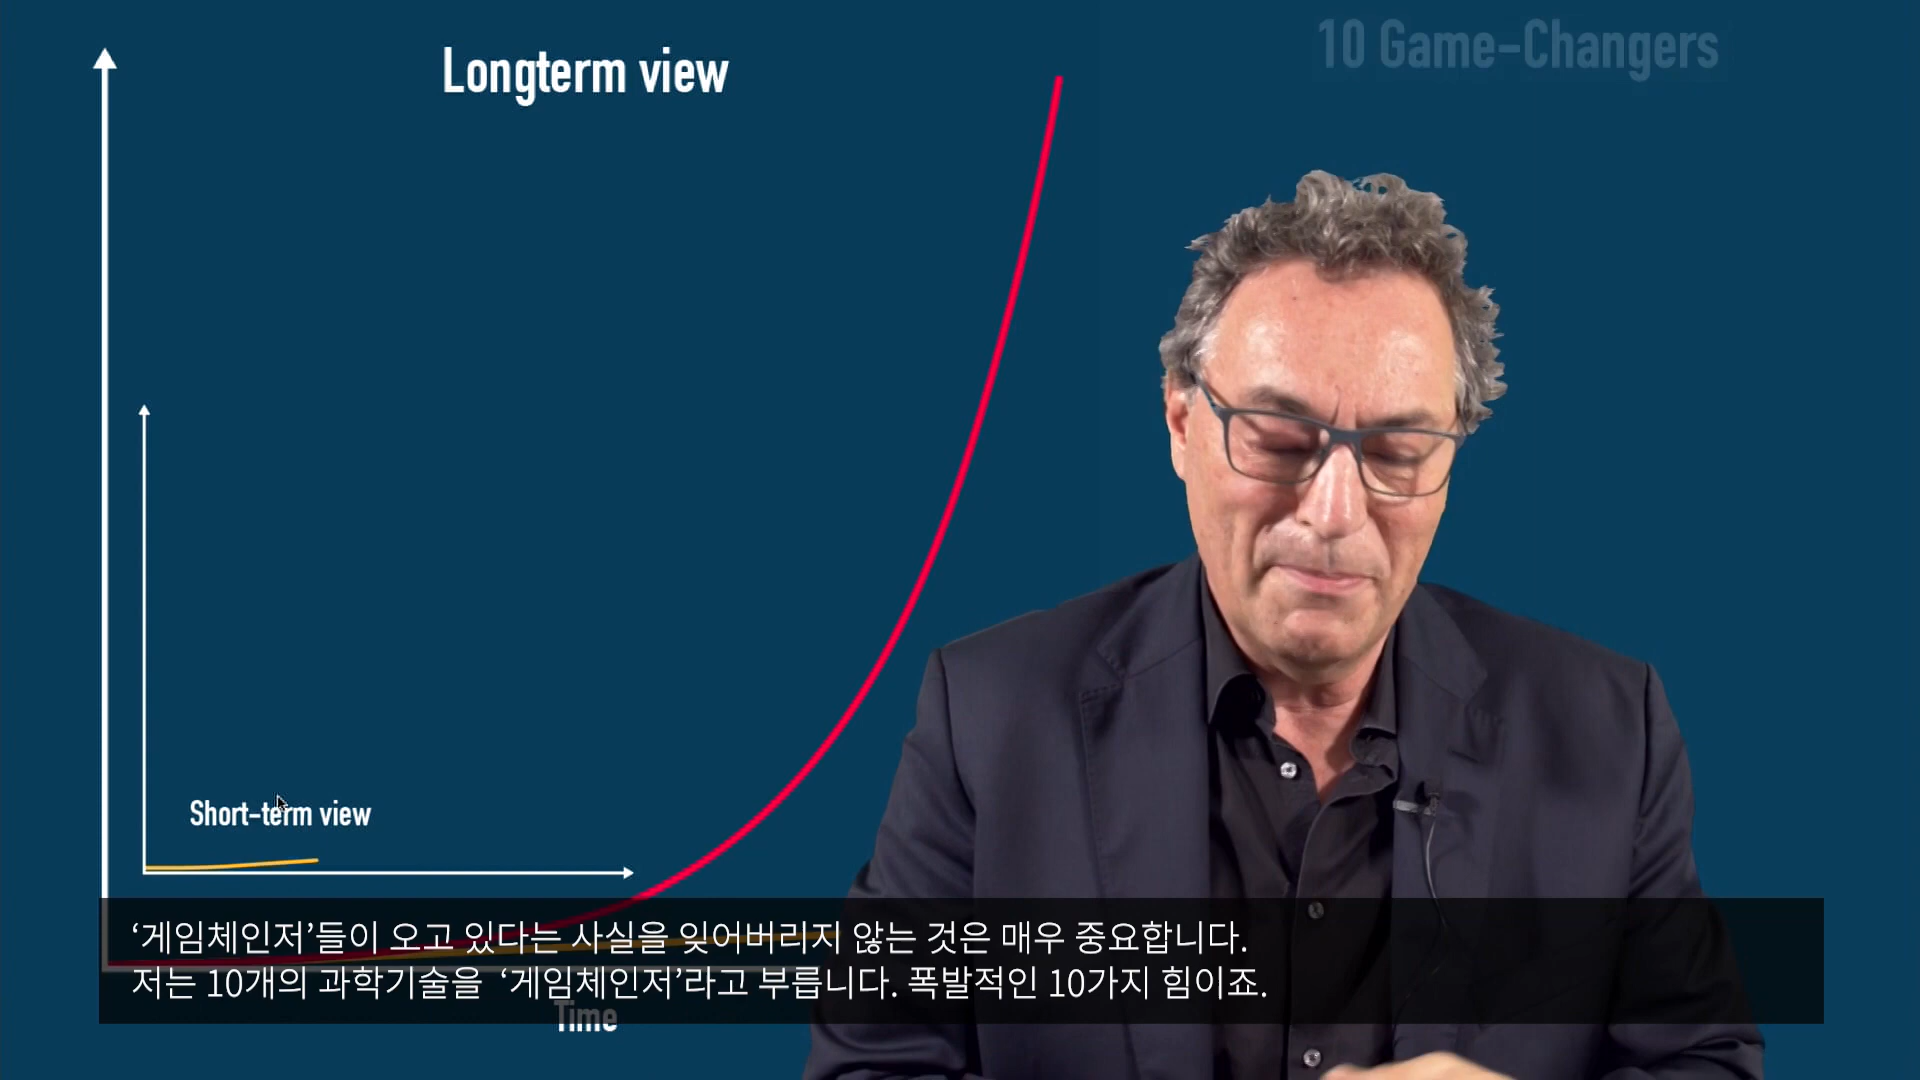 10 Game-Changers
Longterm view
Short-term view
‘게임체인저’들이 오고 있다는 사실을 잊어버리지 않는 것은 매우 중요합니다.
저는 10개의 과학기술을 ‘게임체인저’라고 부릅니다. 폭발적인 10가지 힘이죠.
Time